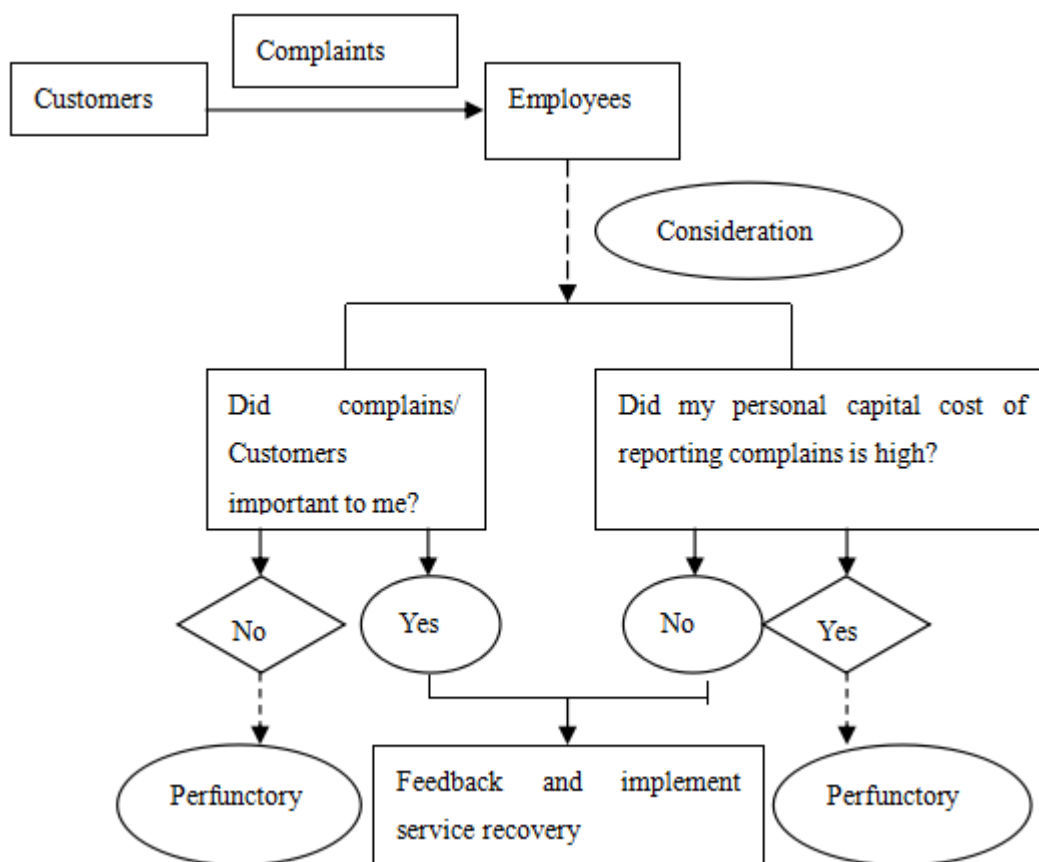 Complaints
Customers
Employees
Consideration
Did complains/
Customers
important to me?
Did my personal capital cost of
reporting complains is high?
No
Yes
No
Yes
Perfunctory
Feedback and implement
service recovery
Perfunctory